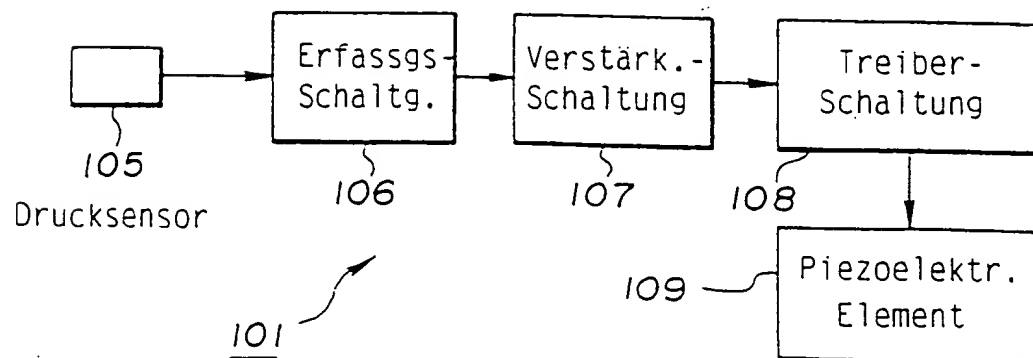 Erfassgs-
Schaltg.
Verstärk.-
Schaltung
Treiber-
Schaltung
105
106
107
108
Drucksensor
109
Piezoelektr.
Element
101